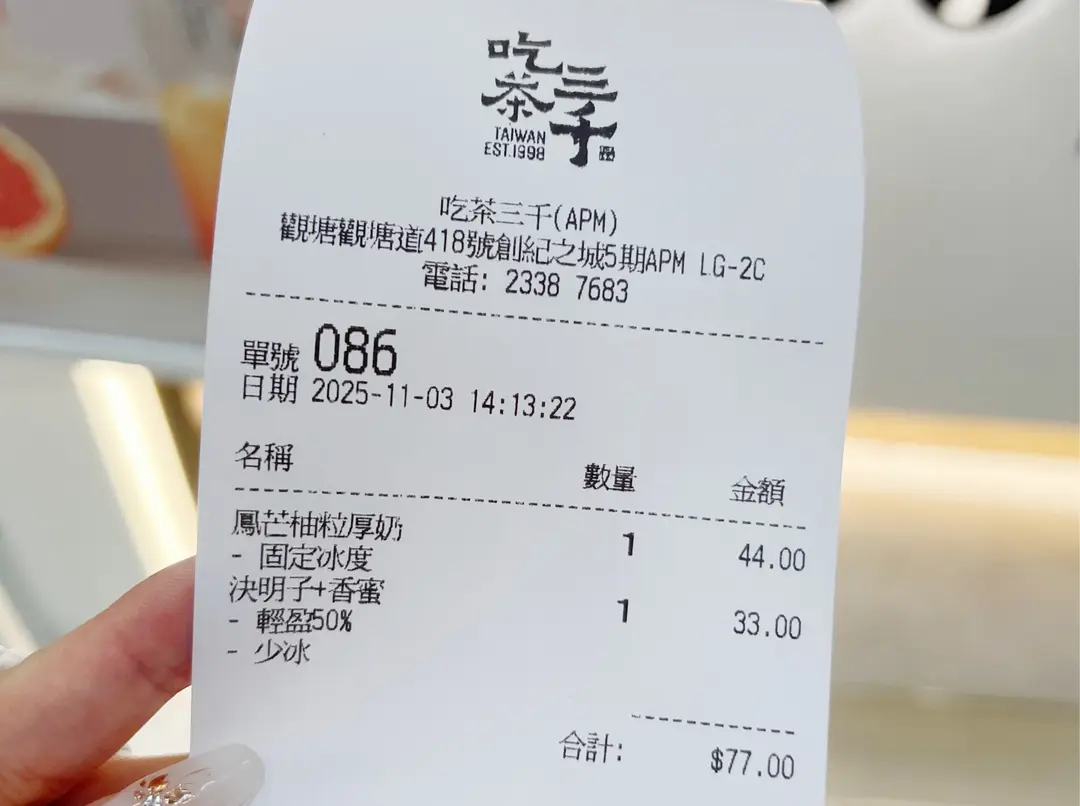 吃茶三千
TAIWAN
EST.1998
吃茶三千(APM)
觀塘觀塘道418號創紀之城5期APM LG-2C
電話: 2338 7683
單號 086
日期 2025-11-03 14:13:22
名稱 數量 金額
鳳芒柚粒厚奶 1 44.00
- 固定冰度
決明子+香蜜 1 33.00
- 輕盈50%
- 少冰
合計: $77.00